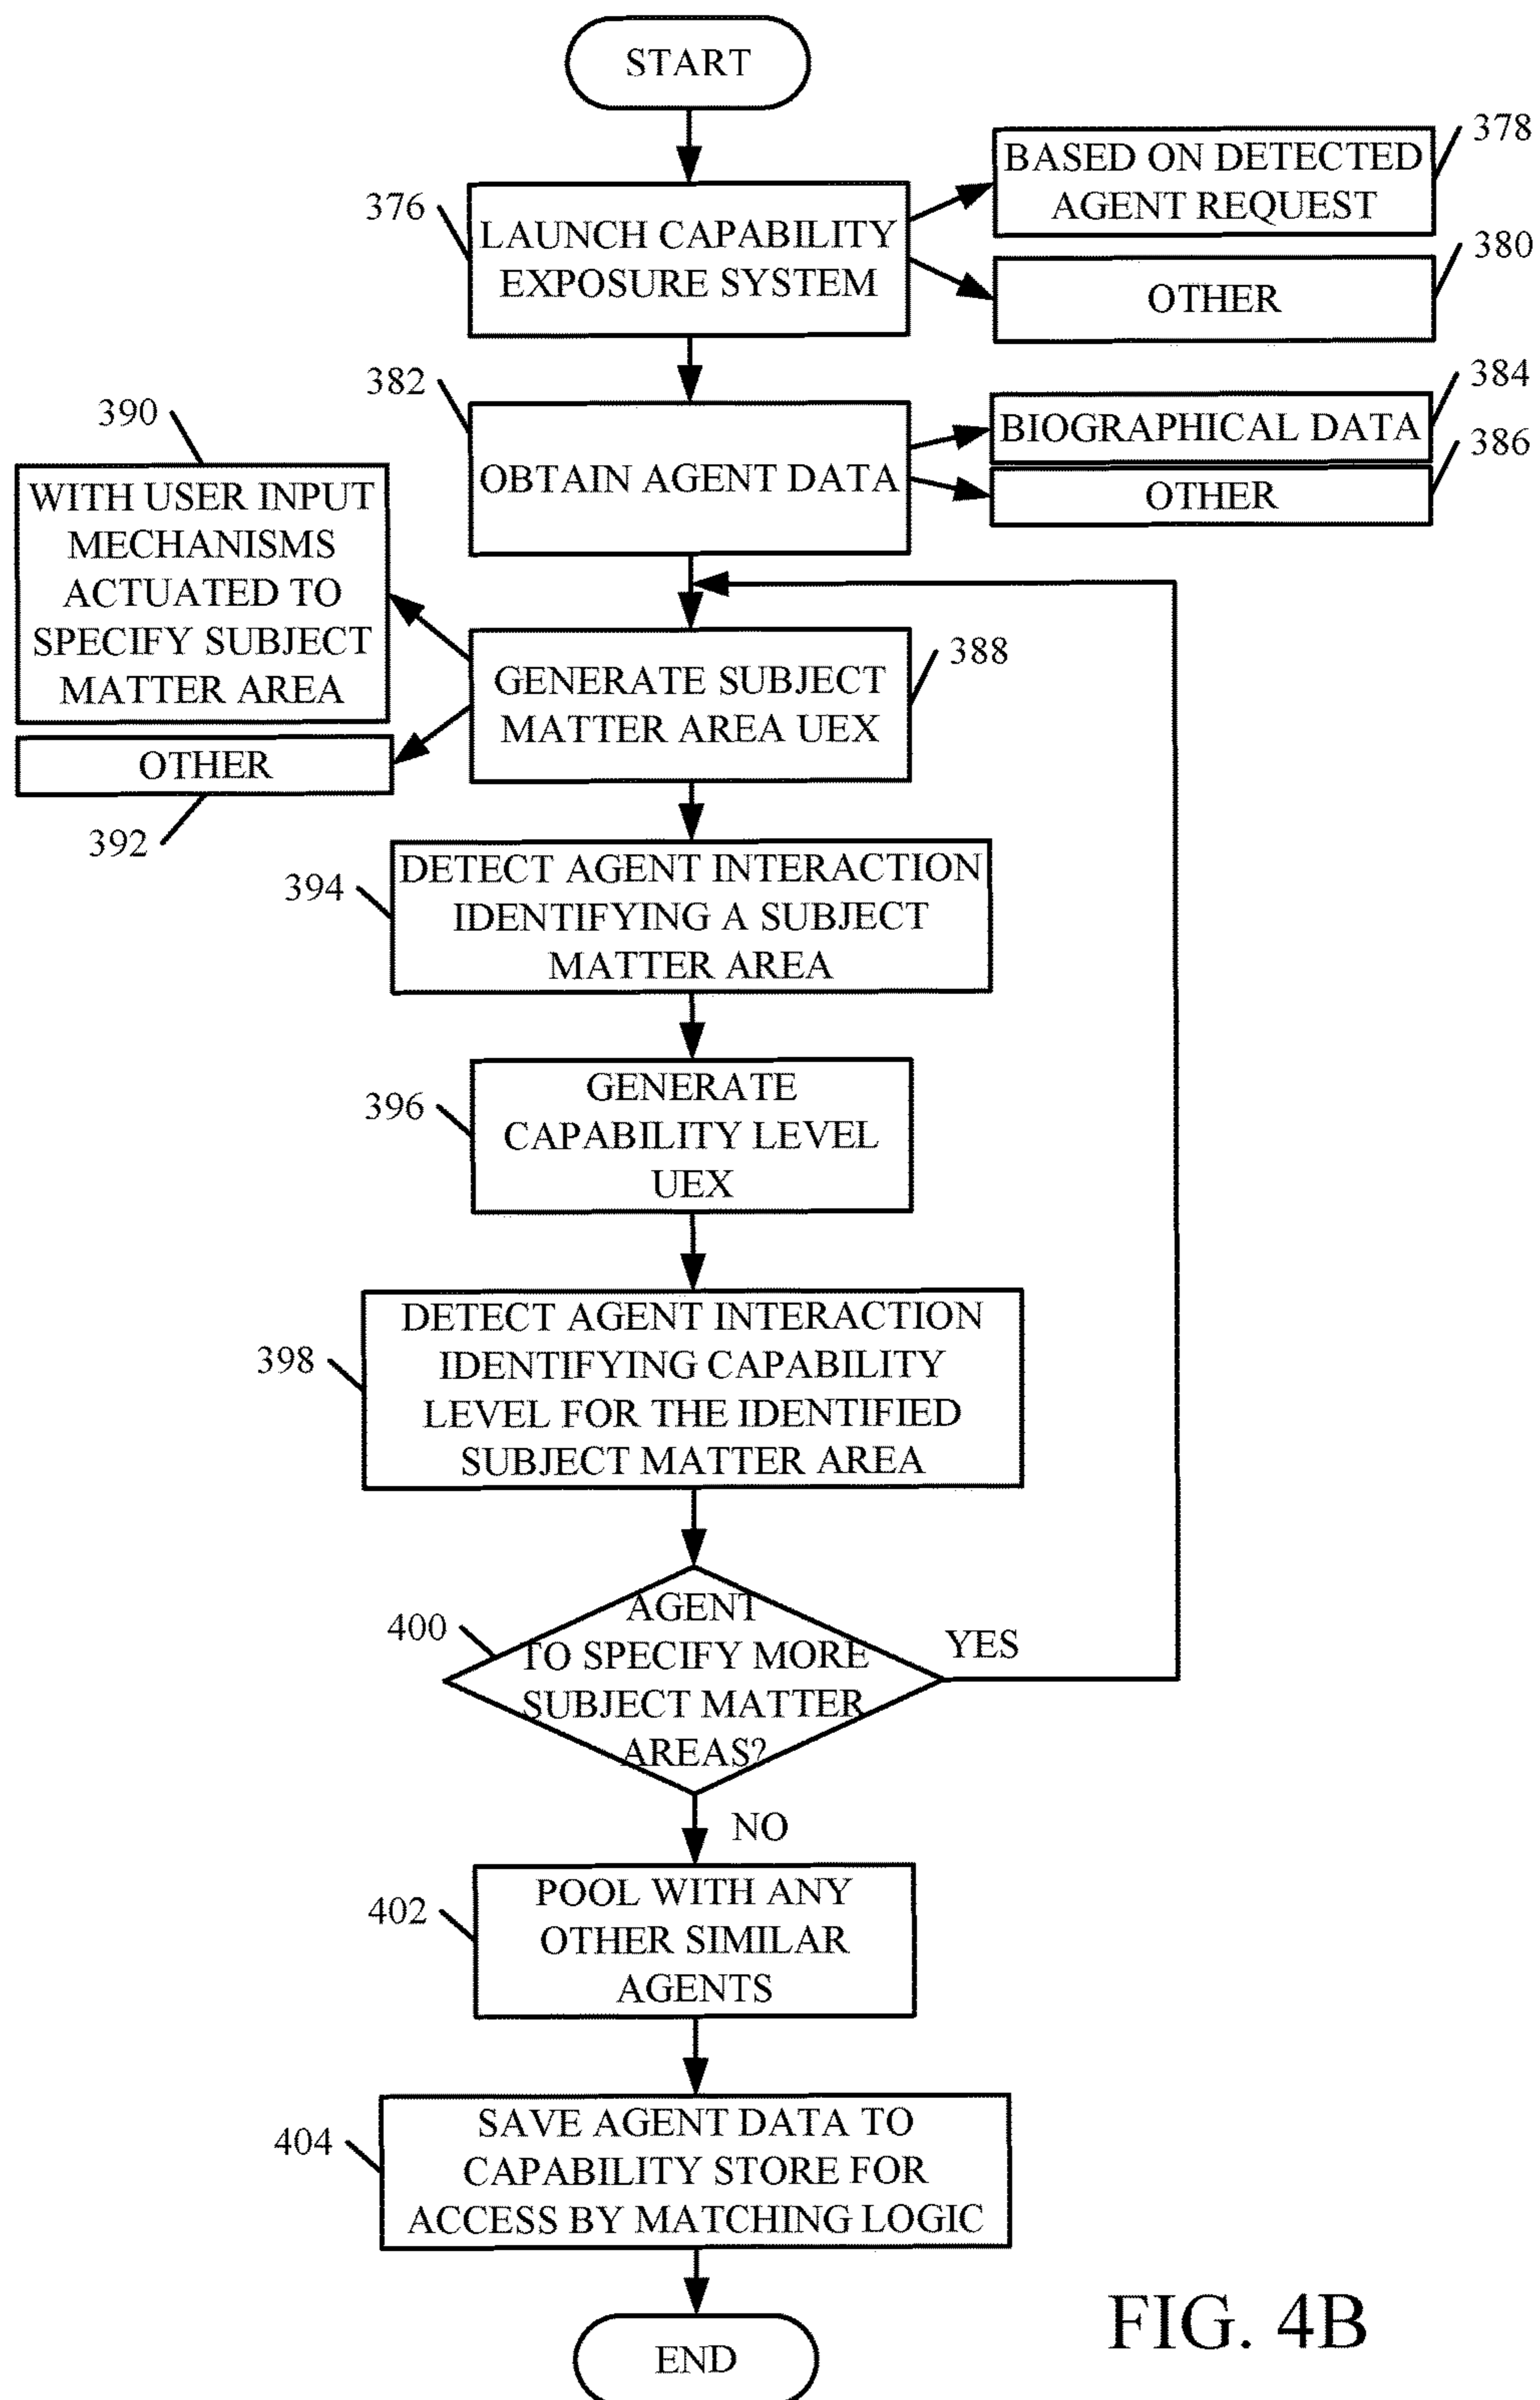 START
378
BASED ON DETECTED
AGENT REQUEST
376
LAUNCH CAPABILITY
EXPOSURE SYSTEM
380
OTHER
382
384
BIOGRAPHICAL DATA
390
386
OBTAIN AGENT DATA
OTHER
WITH USER INPUT
MECHANISMS
ACTUATED TO
SPECIFY SUBJECT
MATTER AREA
388
GENERATE SUBJECT
MATTER AREA UEX
OTHER
392
394
DETECT AGENT INTERACTION
IDENTIFYING A SUBJECT
MATTER AREA
396
GENERATE
CAPABILITY LEVEL
UEX
398
DETECT AGENT INTERACTION
IDENTIFYING CAPABILITY
LEVEL FOR THE IDENTIFIED
SUBJECT MATTER AREA
400
AGENT
TO SPECIFY MORE
SUBJECT MATTER
AREAS?
YES
NO
402
POOL WITH ANY
OTHER SIMILAR
AGENTS
404
SAVE AGENT DATA TO
CAPABILITY STORE FOR
ACCESS BY MATCHING LOGIC
END
FIG. 4B